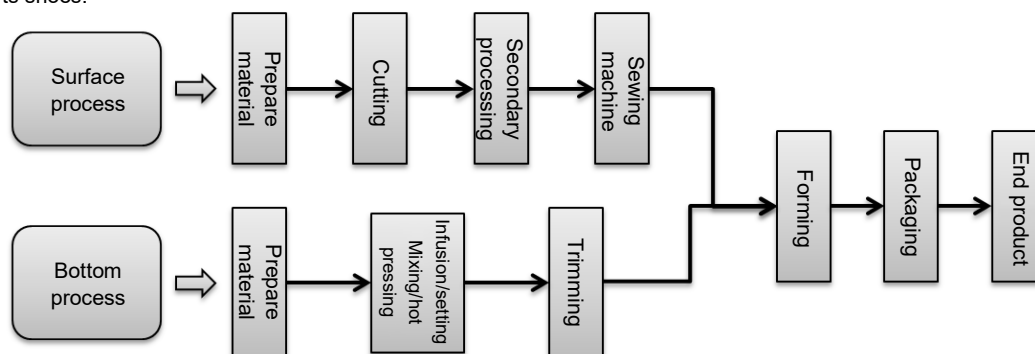 Surface
process
Prepare
material
Cutting
Secondary
processing
Sewing
machine
Forming
Packaging
End product
Bottom
process
Prepare
material
Infusion/setting
Mixing/hot
pressing
Trimming